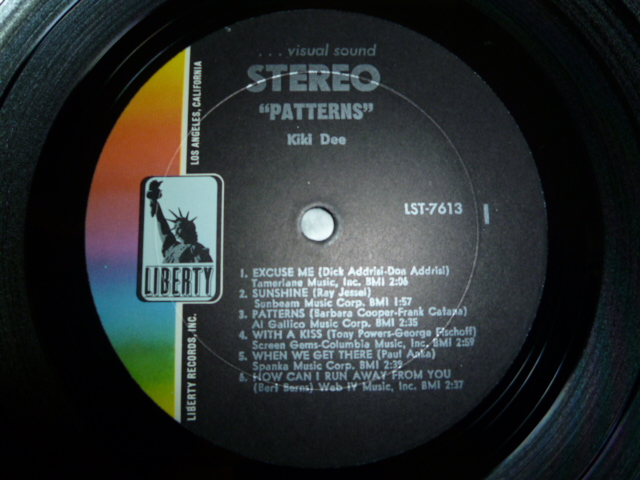 ... visual sound
STEREO
"PATTERNS"
Kiki Dee
LST-7613
1. EXCUSE ME (Dick Addrisi-Don Addrisi)
Tamerlane Music, Inc. BMI 2:06
2. SUNSHINE (Ray Jessel)
Sunbeam Music Corp. BMI 1:57
3. PATTERNS (Barbara Cooper-Frank Catana)
Al Gallico Music Corp. BMI 2:35
4. WITH A KISS (Tony Powers-George Fischoff)
Screen Gems-Columbia Music, Inc. BMI 2:59
5. WHEN WE GET THERE (Paul Anka)
Spanka Music Corp. BMI
6. HOW CAN I RUN AWAY FROM YOU
(Bert Berns) Web IV Music, Inc. BMI 2:37
LIBERTY
LIBERTY RECORDS, INC.
LOS ANGELES, CALIFORNIA